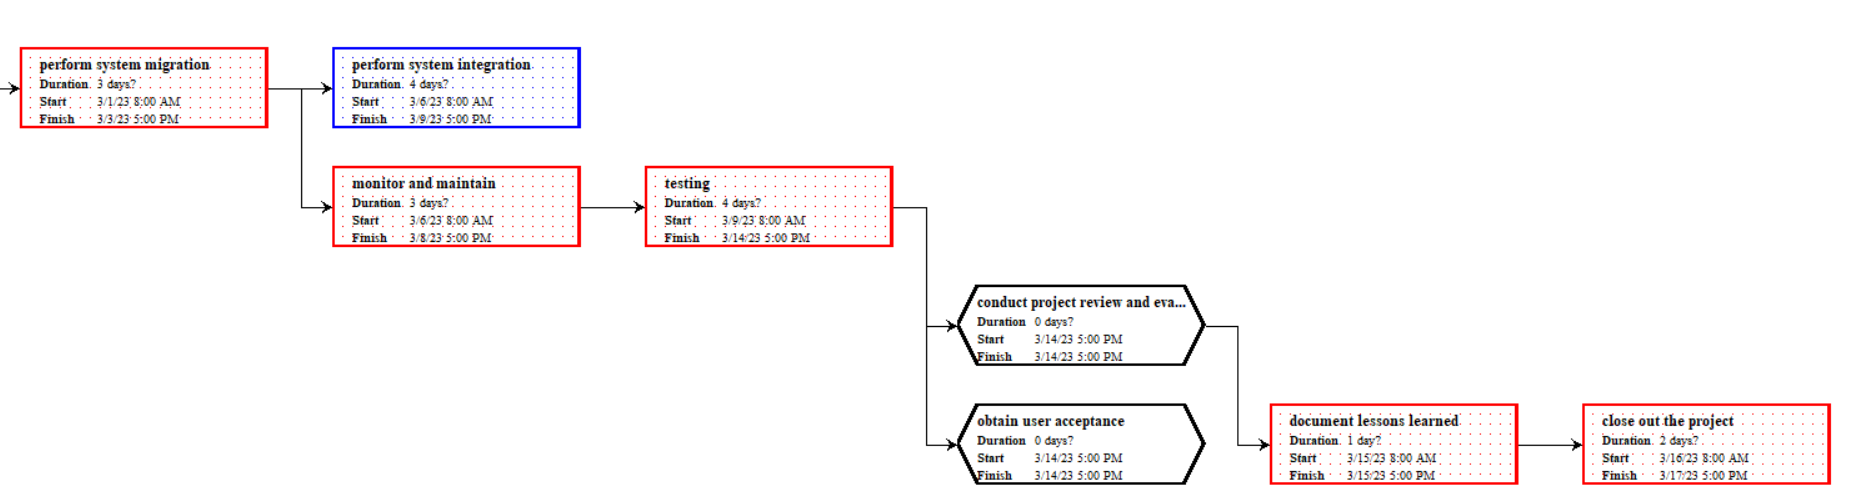 perform system migration
Duration 3 days?
Start 3/1/23 8:00 AM
Finish 3/3/23 5:00 PM
perform system integration
Duration 4 days?
Start 3/6/23 8:00 AM
Finish 3/9/23 5:00 PM
monitor and maintain
Duration 3 days?
Start 3/6/23 8:00 AM
Finish 3/8/23 5:00 PM
testing
Duration 4 days?
Start 3/9/23 8:00 AM
Finish 3/14/23 5:00 PM
conduct project review and eva...
Duration 0 days?
Start 3/14/23 5:00 PM
Finish 3/14/23 5:00 PM
obtain user acceptance
Duration 0 days?
Start 3/14/23 5:00 PM
Finish 3/14/23 5:00 PM
document lessons learned
Duration 1 day?
Start 3/15/23 8:00 AM
Finish 3/15/23 5:00 PM
close out the project
Duration 2 days?
Start 3/16/23 8:00 AM
Finish 3/17/23 5:00 PM